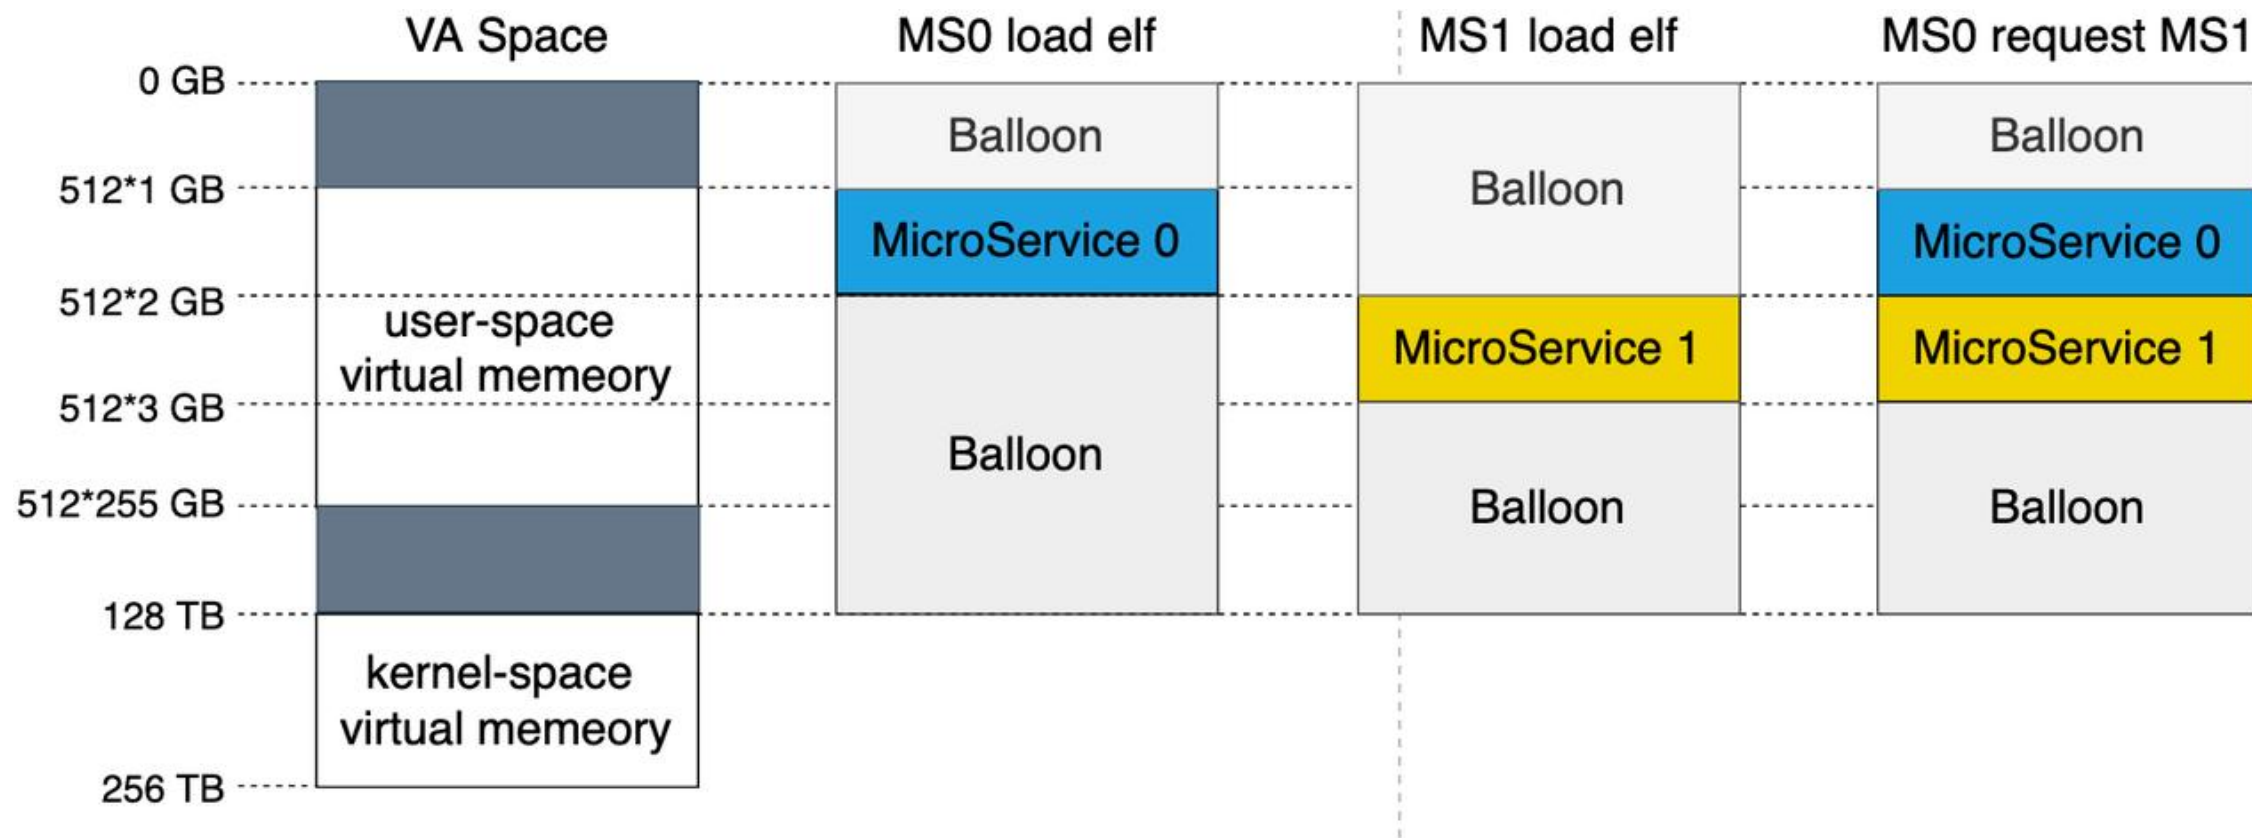 VA Space
MS0 load elf
MS1 load elf
MS0 request MS1
0 GB
512*1 GB
512*2 GB
512*3 GB
512*255 GB
128 TB
256 TB
user-space
virtual memeory
kernel-space
virtual memeory
Balloon
MicroService 0
Balloon
Balloon
MicroService 1
Balloon
Balloon
MicroService 0
MicroService 1
Balloon